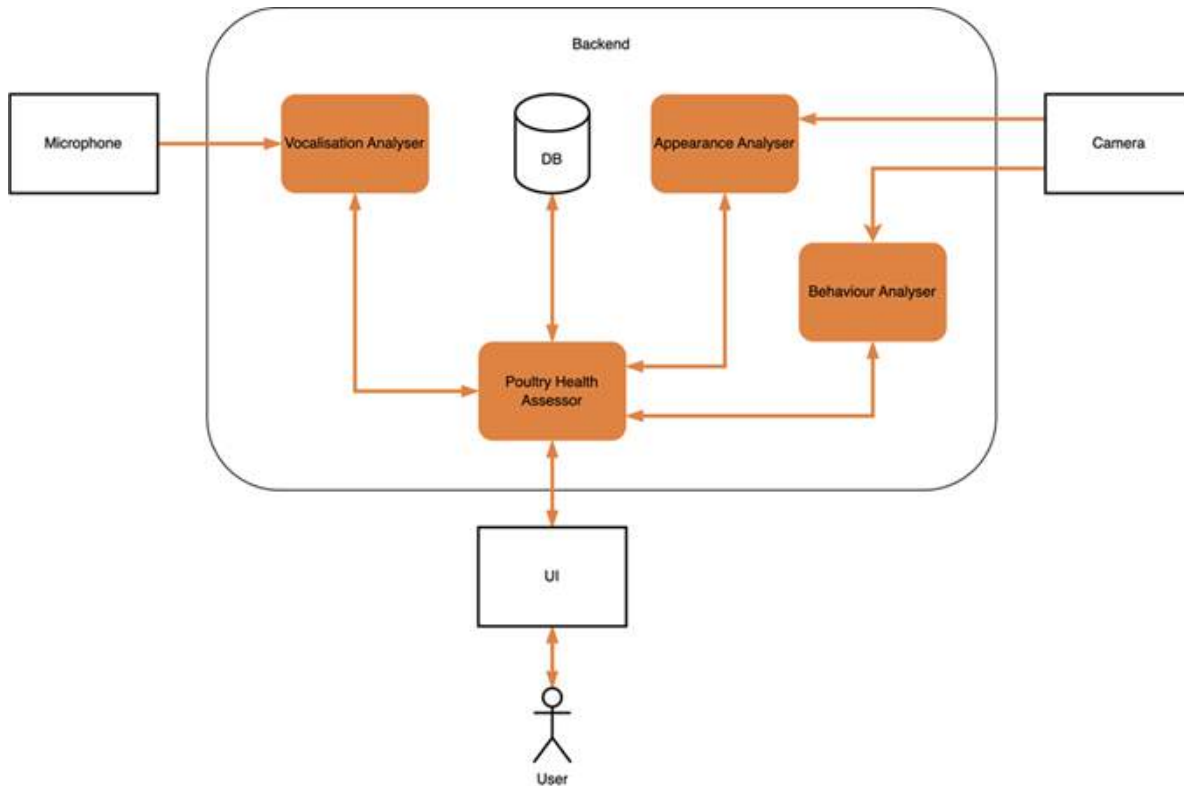 Backend
Microphone
Vocalisation Analyser
DB
Appearance Analyser
Camera
Behaviour Analyser
Poultry Health
Assessor
UI
User